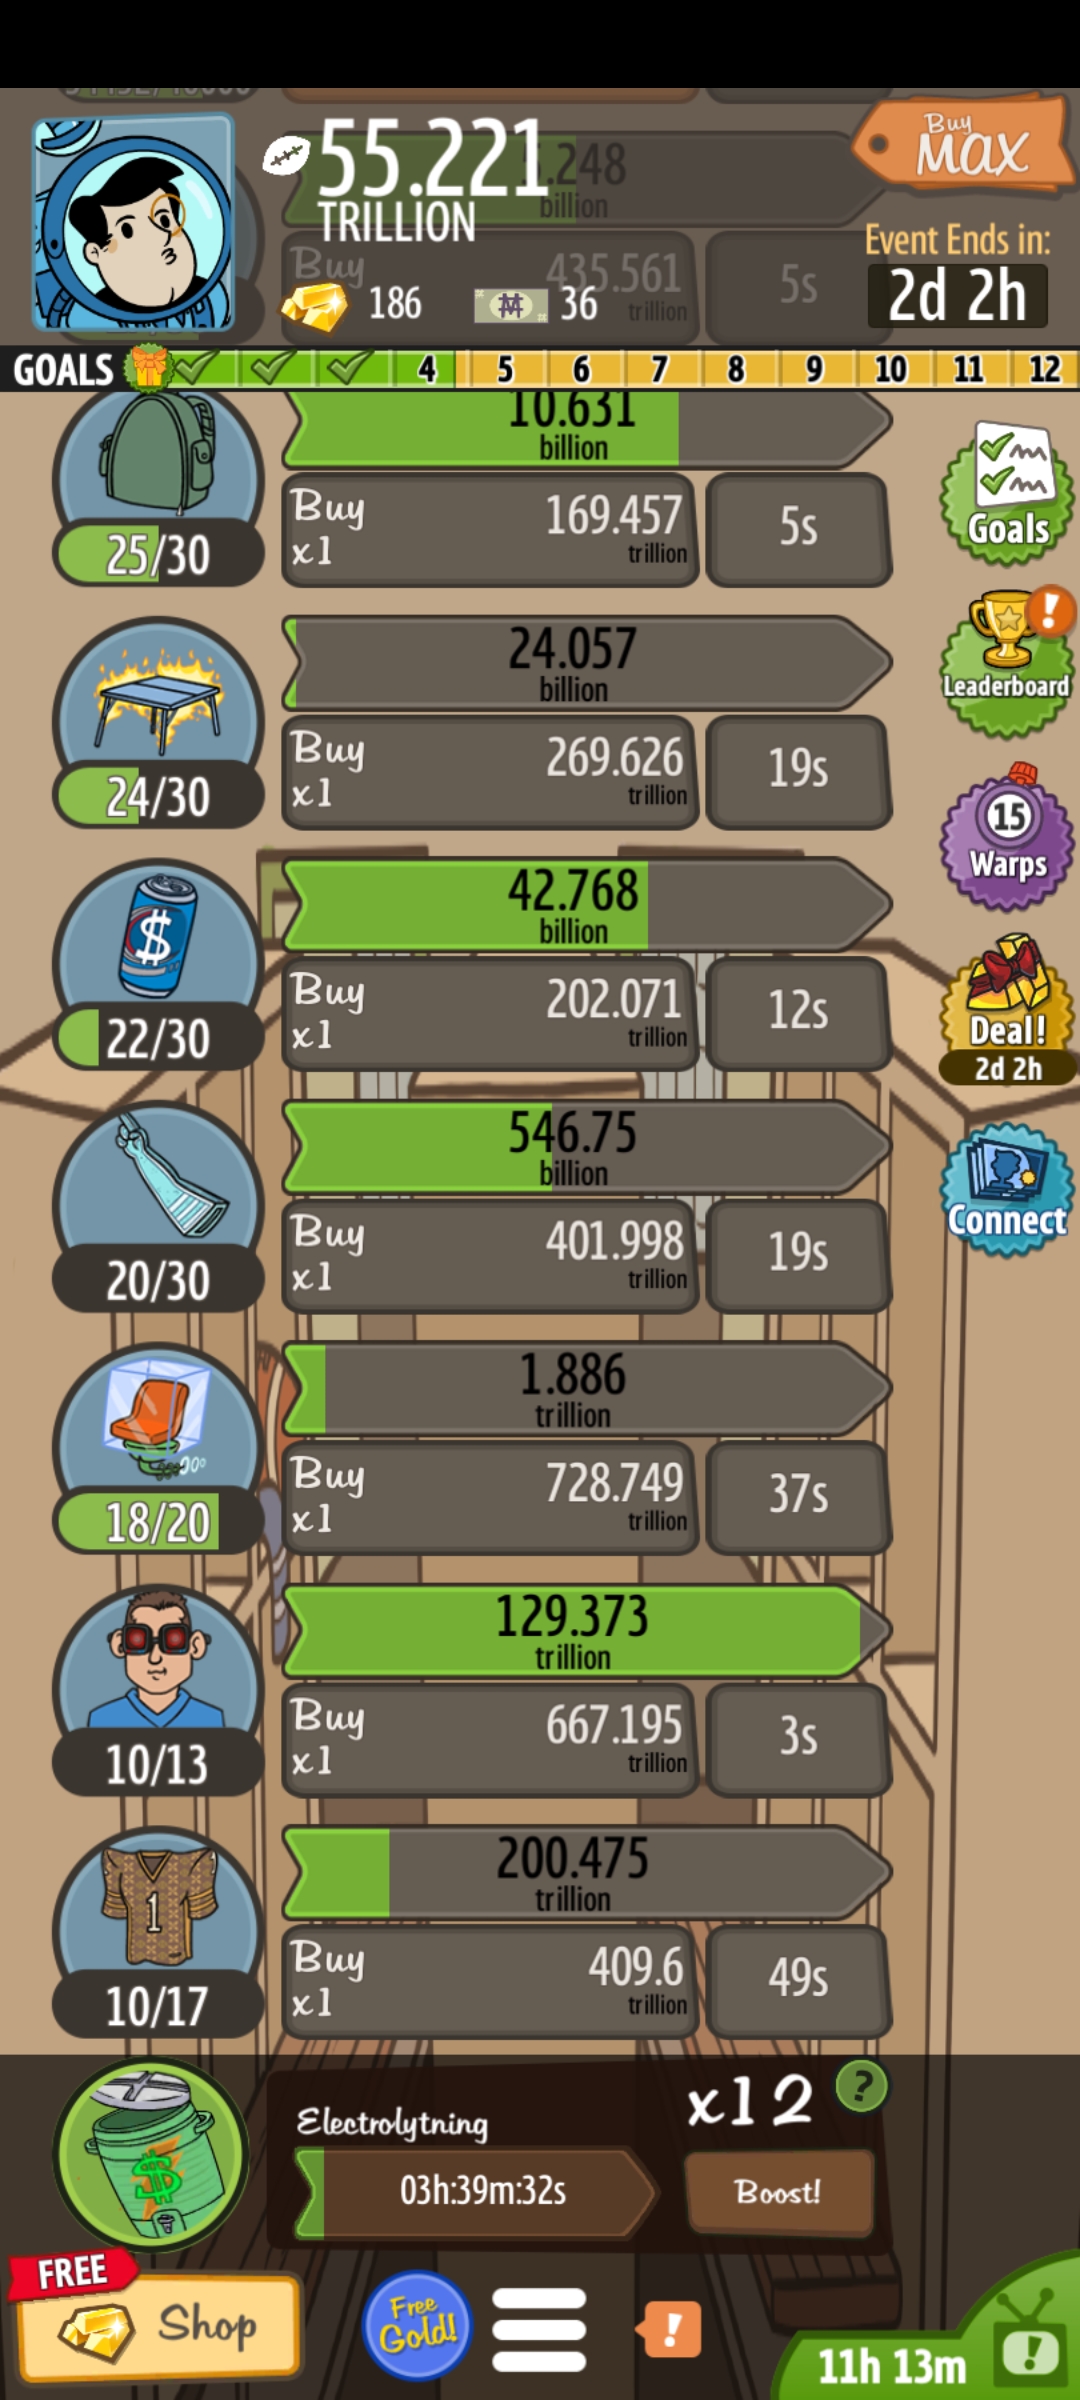 55.221
TRILLION
Buy
MAX
5.248
billion
Event Ends in:
2d 2h
Buy
435.561
trillion
5s
186
36
GOALS 4 5 6 7 8 9 10 11 12
10.631
billion
Buy
x1
169.457
trillion
5s
25/30
Goals
24.057
billion
Buy
x1
269.626
trillion
19s
24/30
Leaderboard
42.768
billion
Buy
x1
202.071
trillion
12s
22/30
15
Warps
Deal!
2d 2h
546.75
billion
Buy
x1
401.998
trillion
19s
20/30
Connect
1.886
trillion
Buy
x1
728.749
trillion
37s
18/20
129.373
trillion
Buy
x1
667.195
trillion
3s
10/13
200.475
trillion
1
Buy
x1
409.6
trillion
49s
10/17
Electrolytning
x12
?
03h:39m:32s
Boost!
FREE
Shop
Free
Gold!
!
11h 13m